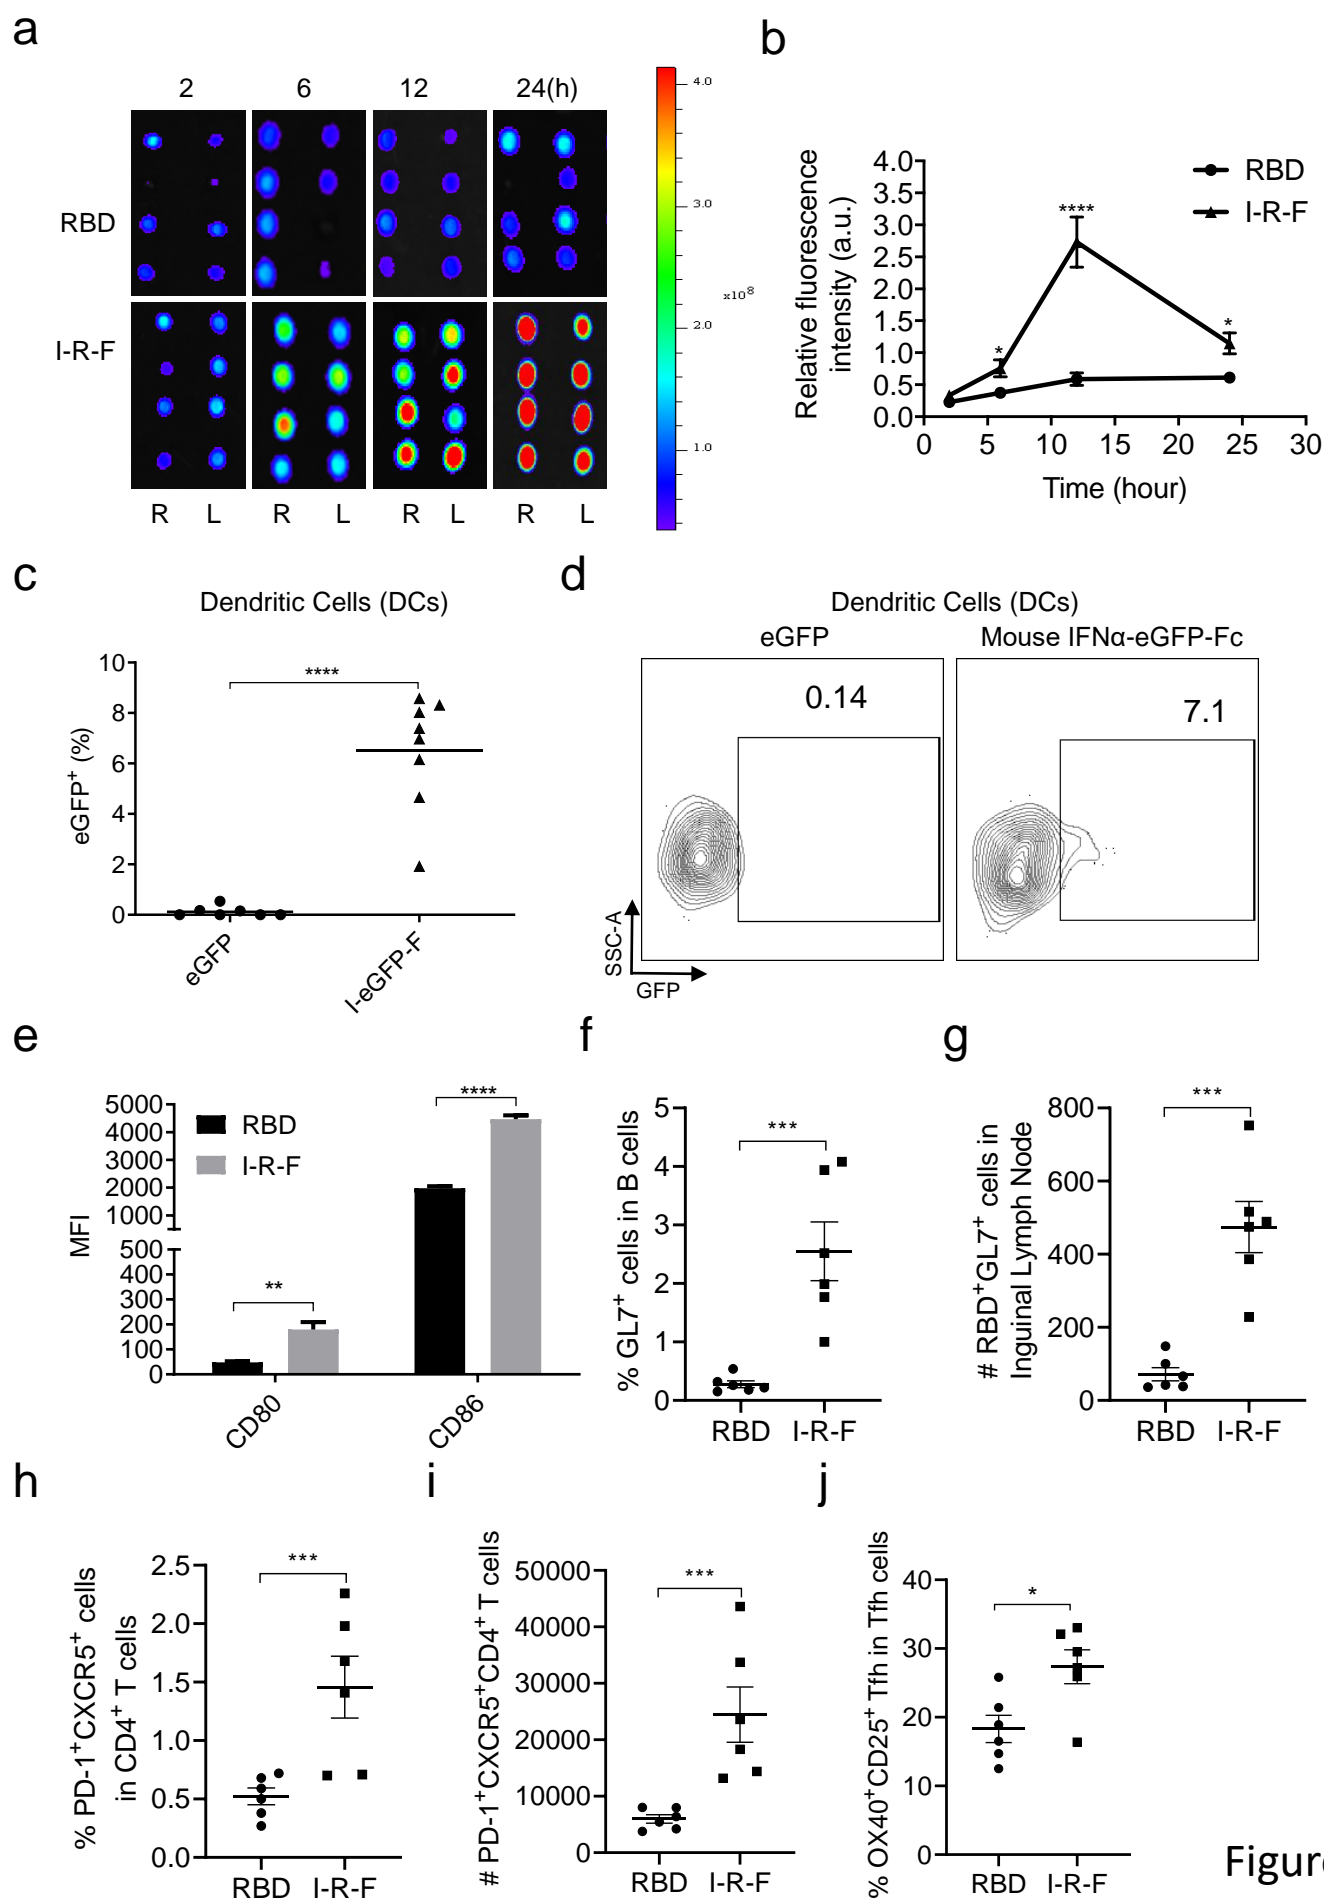 a
2 6 12 24(h)
RBD
I-R-F
R L R L R L R L
4.0
3.0
x10⁸
2.0
1.0
b
Relative fluorescence
intensity (a.u.)
4.0
3.5
3.0
2.5
2.0
1.5
1.0
0.5
0.0
****
*
*
RBD
I-R-F
0 5 10 15 20 25 30
Time (hour)
c
Dendritic Cells (DCs)
eGFP⁺ (%)
10
8
6
4
2
0
****
eGFP
I-eGFP-F
d
Dendritic Cells (DCs)
eGFP
Mouse IFNα-eGFP-Fc
0.14
7.1
SSC-A
GFP
e
MFI
5000
4000
3000
2000
1000
500
400
300
200
100
0
RBD
I-R-F
**
****
CD80
CD86
f
% GL7⁺ cells in B cells
5
4
3
2
1
0
***
RBD I-R-F
g
# RBD⁺GL7⁺ cells in
Inguinal Lymph Node
800
600
400
200
0
***
RBD I-R-F
h
% PD-1⁺CXCR5⁺ cells
in CD4⁺ T cells
2.5
2.0
1.5
1.0
0.5
0.0
***
RBD I-R-F
i
# PD-1⁺CXCR5⁺CD4⁺ T cells
50000
40000
30000
20000
10000
0
***
RBD I-R-F
j
% OX40⁺CD25⁺ Tfh in Tfh cells
40
30
20
10
0
*
RBD I-R-F
Figure